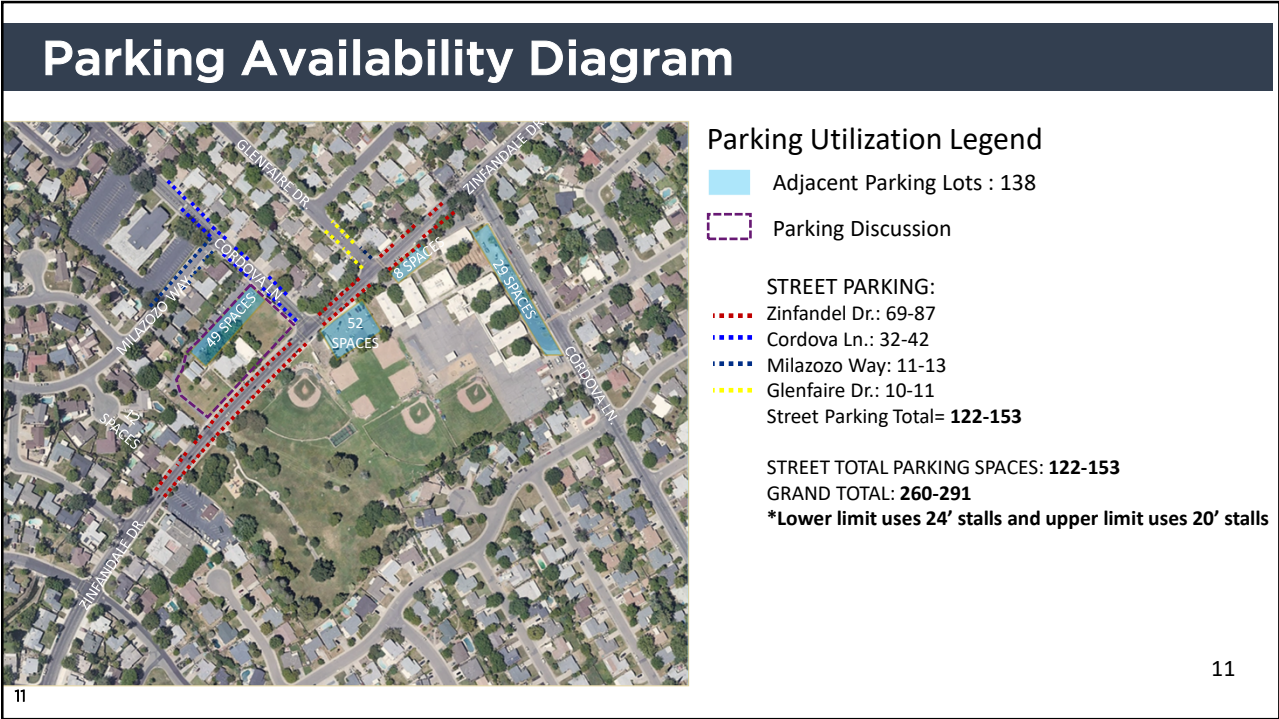 Parking Availability Diagram
GLENFAIRE DR.
ZINFANDALE DR.
CORDOVA LN.
MILAZOZO WAY
49 SPACES
8 SPACES
29 SPACES
52
SPACES
CORDOVA LN.
13
SPACES
ZINFANDALE DR.
Parking Utilization Legend
Adjacent Parking Lots : 138
Parking Discussion
STREET PARKING:
Zinfandel Dr.: 69-87
Cordova Ln.: 32-42
Milazozo Way: 11-13
Glenfaire Dr.: 10-11
Street Parking Total= 122-153
STREET TOTAL PARKING SPACES: 122-153
GRAND TOTAL: 260-291
*Lower limit uses 24’ stalls and upper limit uses 20’ stalls
11
11